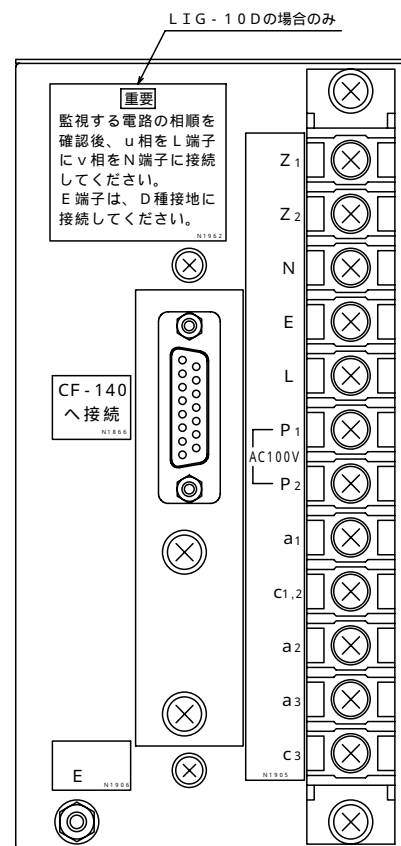 ＬＩＧ-１０Ｄの場合のみ
重要
監視する電路の相順を
確認後、ｕ相をＬ端子
にｖ相をＮ端子に接続
してください。
Ｅ端子は、Ｄ種接地に
接続してください。
N1962
CF-140
へ接続
N1866
E
N1906
Z1
Z2
N
E
L
P1
AC100V
P2
a1
c1,2
a2
a3
c3
N1905